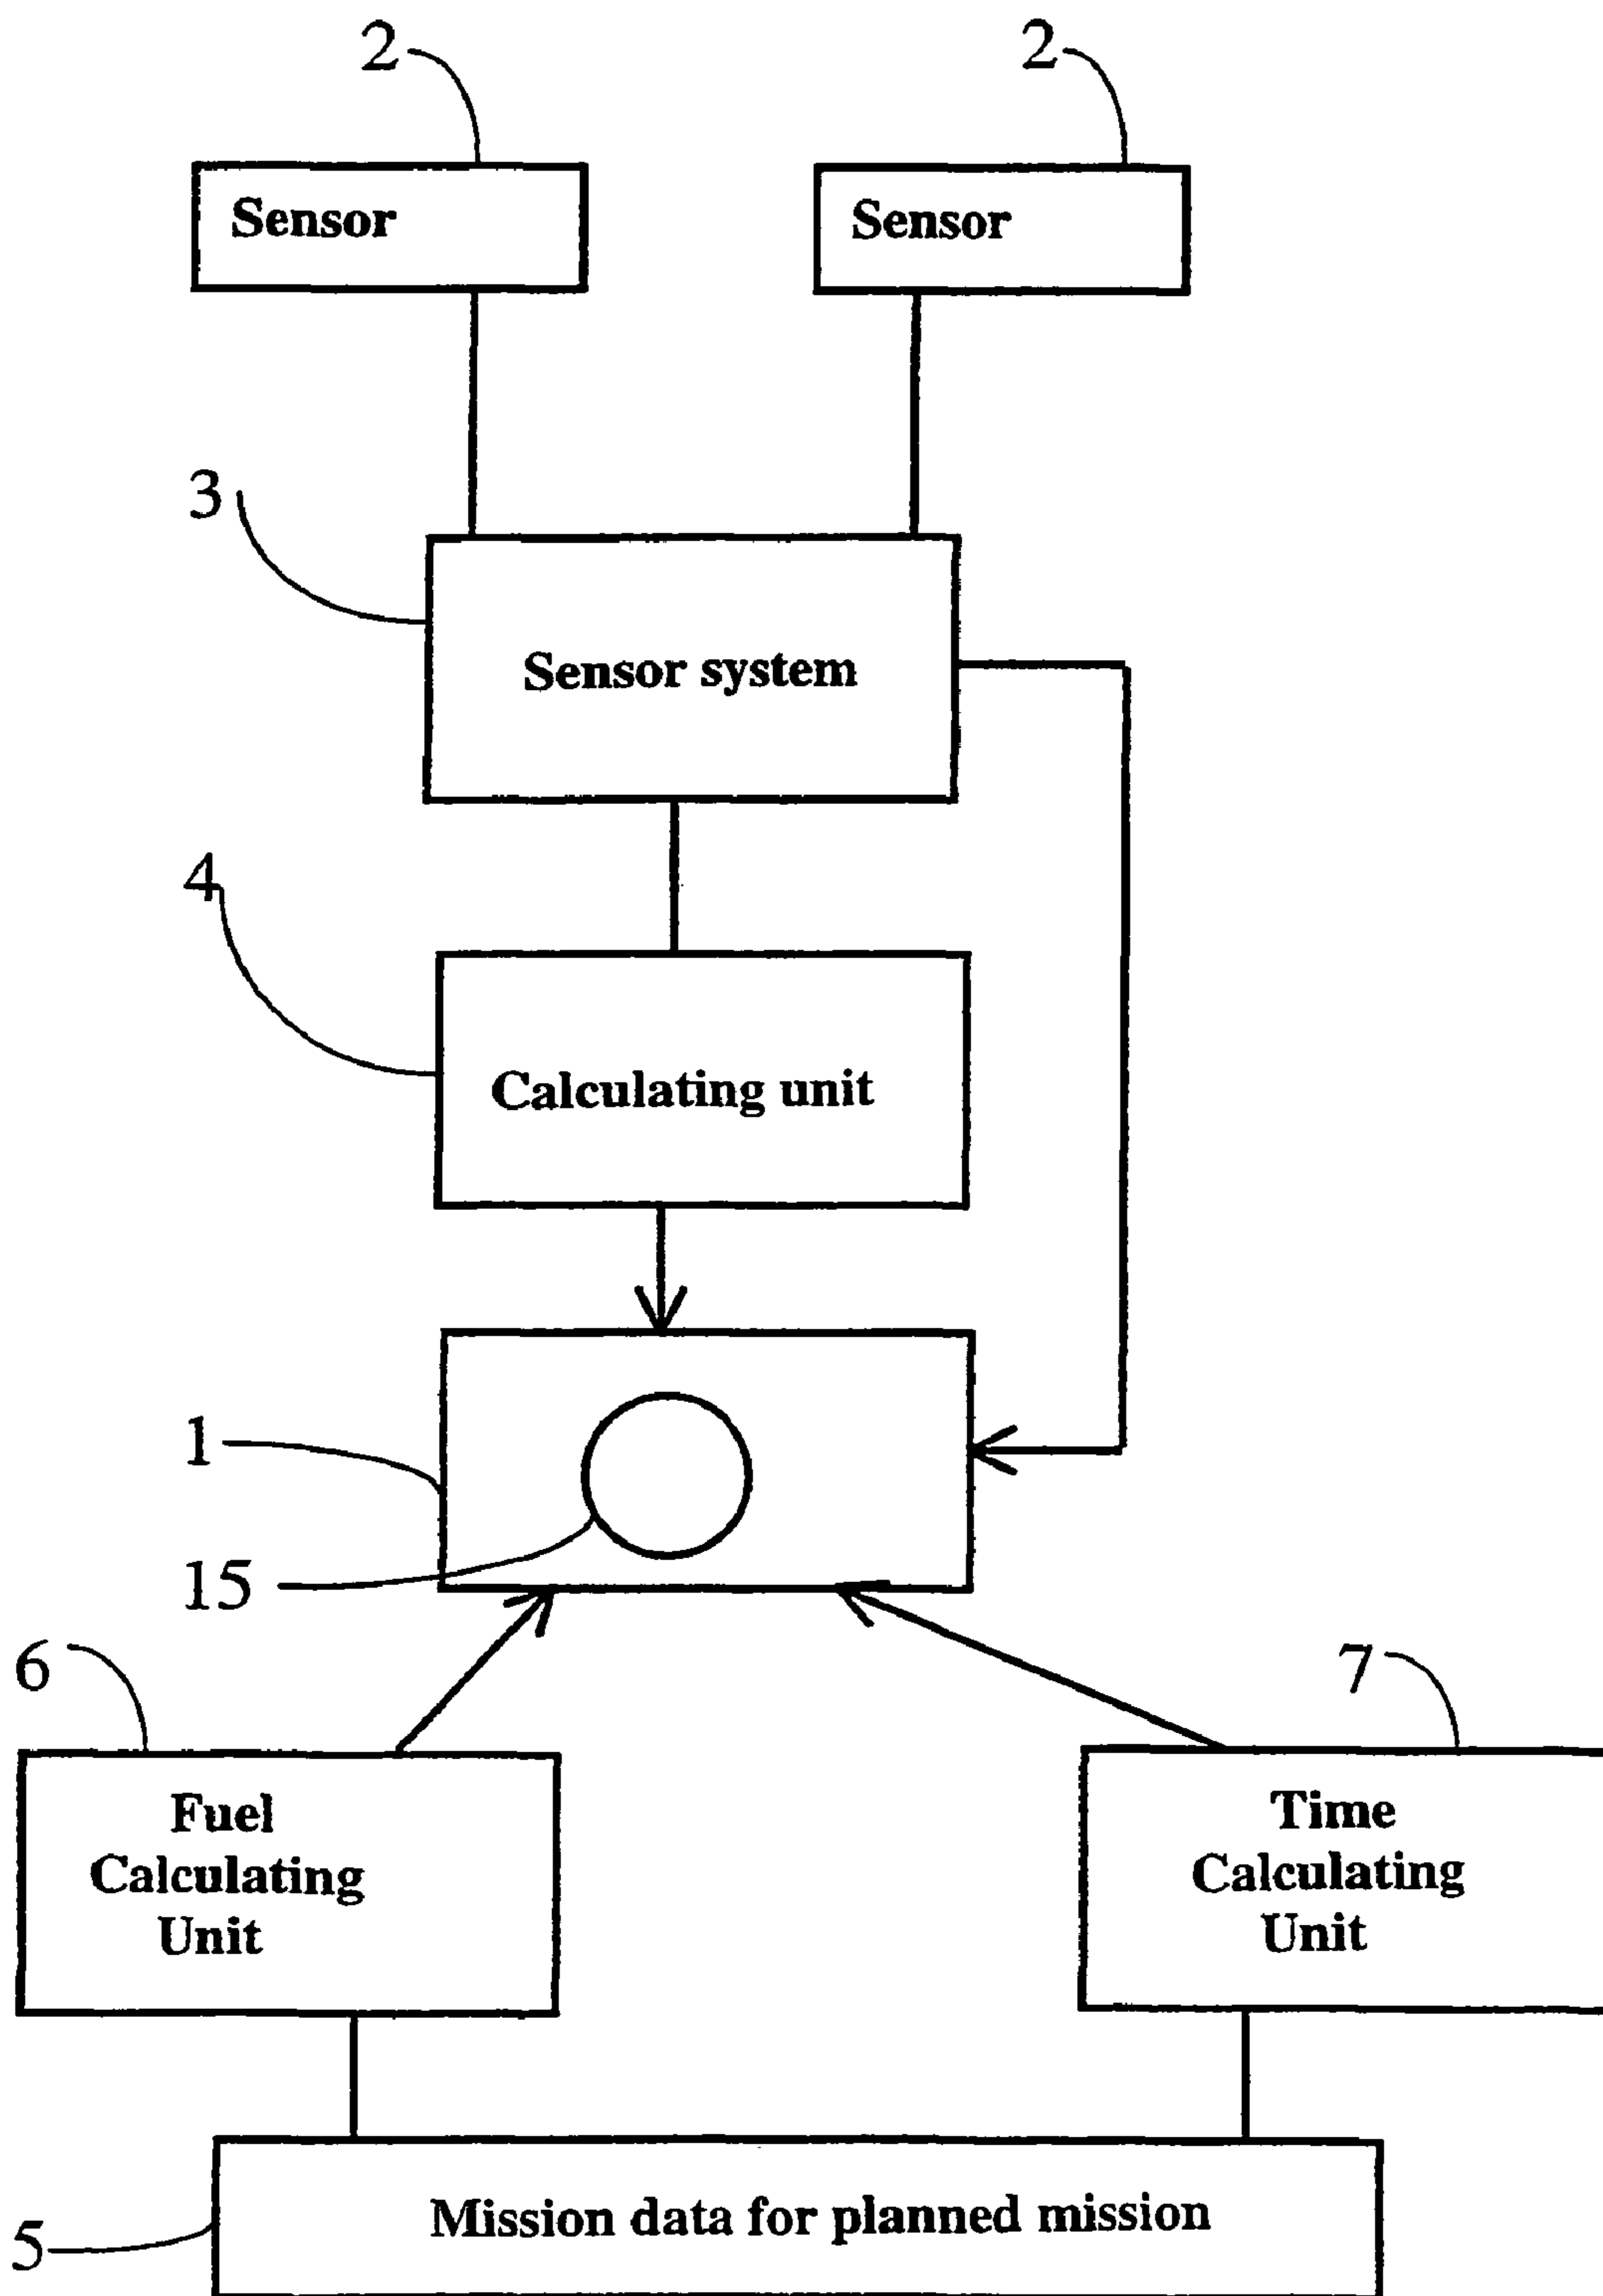 2
2
Sensor
Sensor
3
Sensor system
4
Calculating unit
1
15
6
7
Fuel
Calculating
Unit
Time
Calculating
Unit
Mission data for planned mission
5